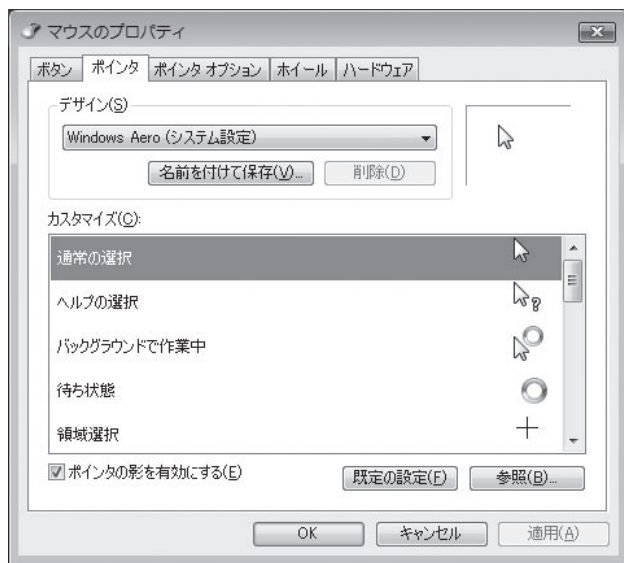 マウスのプロパティ
ボタン ポインタ ポインタ オプション ホイール ハードウェア
デザイン(S)
Windows Aero (システム設定)
名前を付けて保存(V)... 削除(D)
カスタマイズ(C):
通常の選択
ヘルプの選択
バックグラウンドで作業中
待ち状態
領域選択
ポインタの影を有効にする(E) 既定の設定(F) 参照(B)...
OK キャンセル 適用(A)